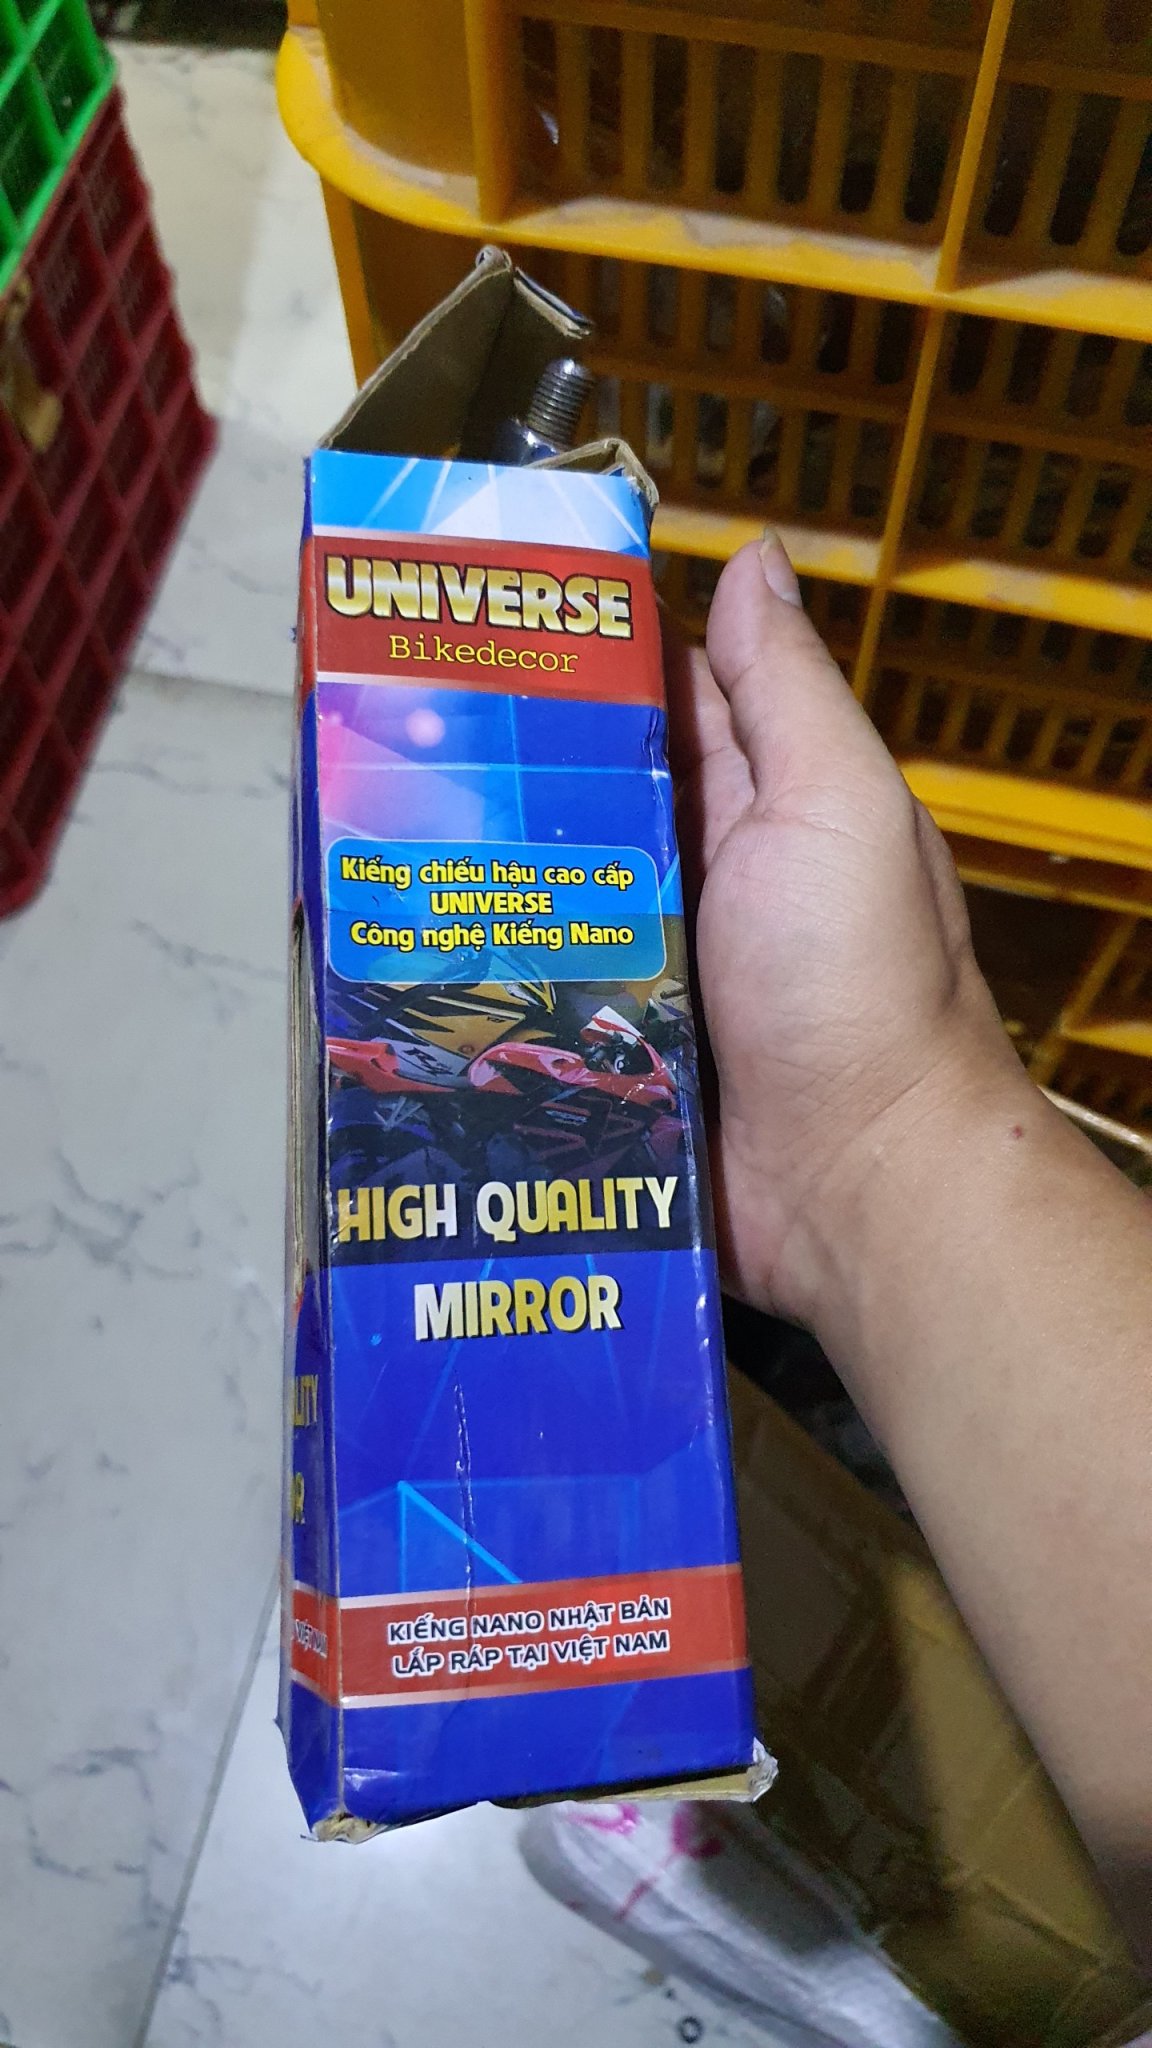 UNIVERSE
Bikedecor
Kiếng chiếu hậu cao cấp
UNIVERSE
Công nghệ Kiếng Nano
HIGH QUALITY
MIRROR
KIẾNG NANO NHẬT BẢN
LẮP RÁP TẠI VIỆT NAM